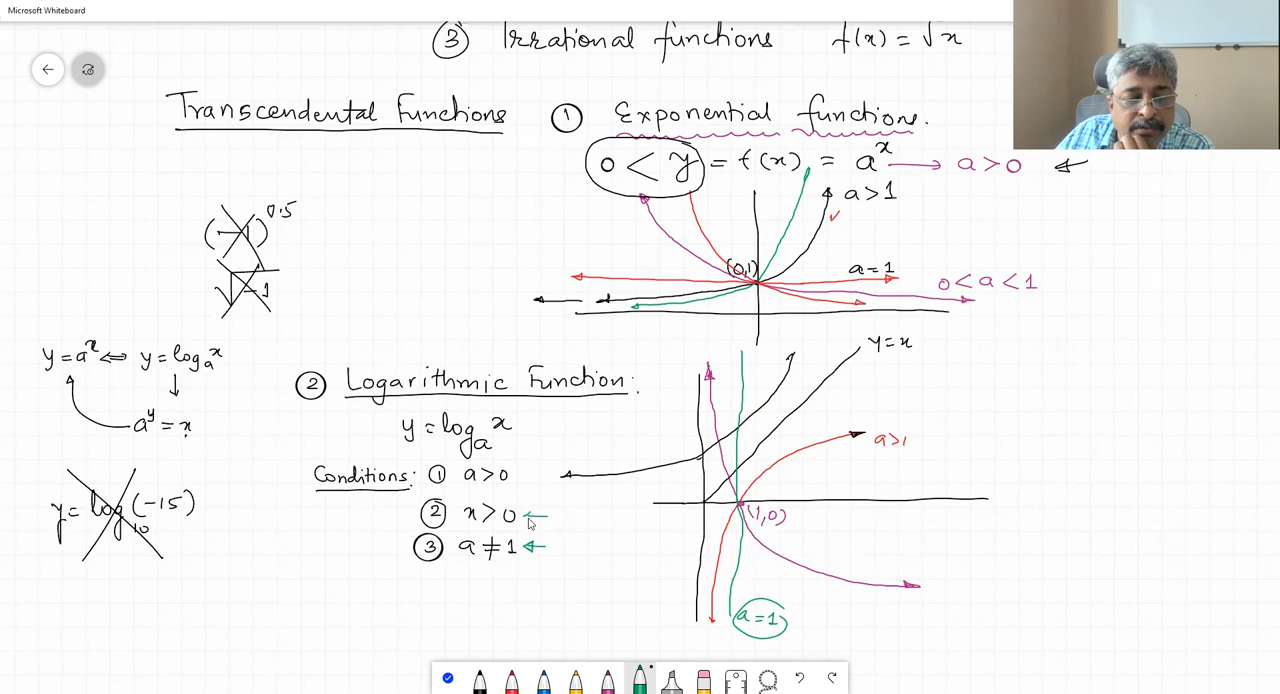 Microsoft Whiteboard
③ Irrational functions f(x) = √x
Transcendental Functions ① Exponential functions.
0 < y = f(x) = a^x → a > 0 ←
a > 1
(-1)^0.5
√-1
(0,1)
a = 1
0 < a < 1
y = x
y = a^x ⇔ y = log_a x
a^y = x
② Logarithmic Function:
y = log_a x
a>1
Conditions: ① a > 0
② x > 0 ←
③ a ≠ 1 ←
y = log_10 (-15)
(1,0)
a = 1